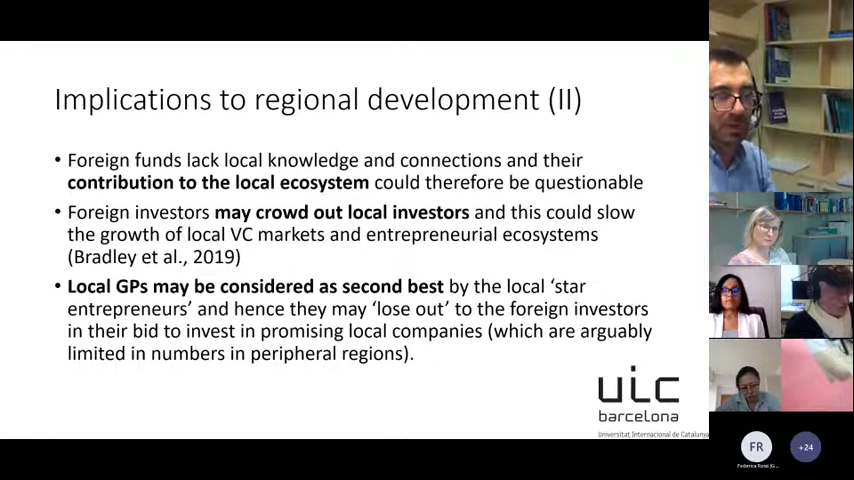 Implications to regional development (II)
• Foreign funds lack local knowledge and connections and their
contribution to the local ecosystem could therefore be questionable
• Foreign investors may crowd out local investors and this could slow
the growth of local VC markets and entrepreneurial ecosystems
(Bradley et al., 2019)
• Local GPs may be considered as second best by the local ‘star
entrepreneurs’ and hence they may ‘lose out’ to the foreign investors
in their bid to invest in promising local companies (which are arguably
limited in numbers in peripheral regions).
uic
barcelona
Universitat Internacional de Catalunya
FR
+24
Federica Rossi (G...